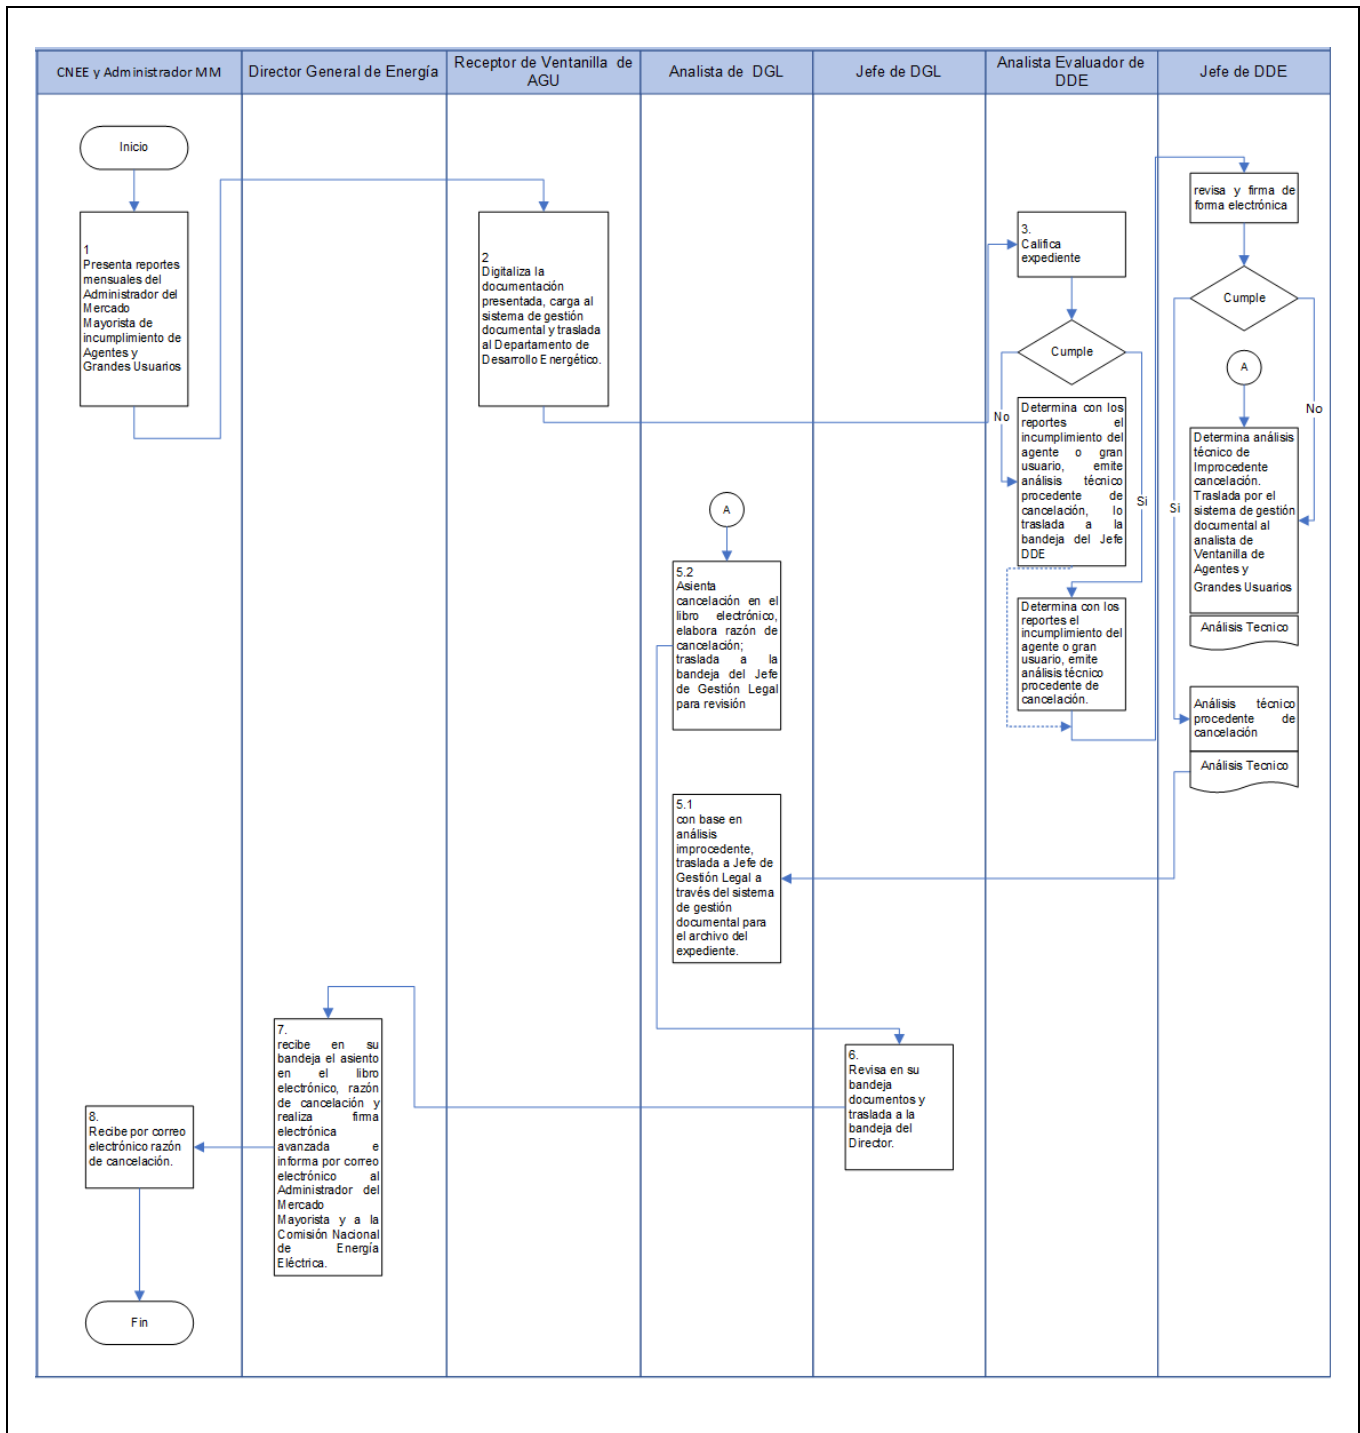 CNEE y Administrador MM
Director General de Energía
Receptor de Ventanilla de
AGU
Analista de DGL
Jefe de DGL
Analista Evaluador de
DDE
Jefe de DDE
Inicio
1
Presenta reportes
mensuales del
Administrador del
Mercado
Mayorista de
incumplimiento de
Agentes y
Grandes Usuarios
2
Digitaliza la
documentación
presentada, carga al
sistema de gestión
documental y traslada
al Departamento de
Desarrollo Energético.
3.
Califica
expediente
Cumple
No
Si
Determina con los
reportes el
incumplimiento del
agente o gran
usuario, emite
análisis técnico
procedente de
cancelación, lo
traslada a la
bandeja del Jefe
DDE
Determina con los
reportes el
incumplimiento del
agente o gran
usuario, emite
análisis técnico
procedente de
cancelación.
revisa y firma de
forma electrónica
Cumple
No
Si
A
Determina análisis
técnico de
Improcedente
cancelación.
Traslada por el
sistema de gestión
documental al
analista de
Ventanilla de
Agentes y
Grandes Usuarios
Análisis Tecnico
Análisis técnico
procedente de
cancelación
Análisis Tecnico
A
5.2
Asienta
cancelación en el
libro electrónico,
elabora razón de
cancelación;
traslada a la
bandeja del Jefe
de Gestión Legal
para revisión
5.1
con base en
análisis
improcedente,
traslada a Jefe de
Gestión Legal a
través del sistema
de gestión
documental para
el archivo del
expediente.
6.
Revisa en su
bandeja
documentos y
traslada a la
bandeja del
Director.
7.
recibe en su
bandeja el asiento
en el libro
electrónico, razón
de cancelación y
realiza firma
electrónica
avanzada e
informa por correo
electrónico al
Administrador del
Mercado
Mayorista y a la
Comisión Nacional
de Energía
Eléctrica.
8.
Recibe por correo
electrónico razón
de cancelación.
Fin